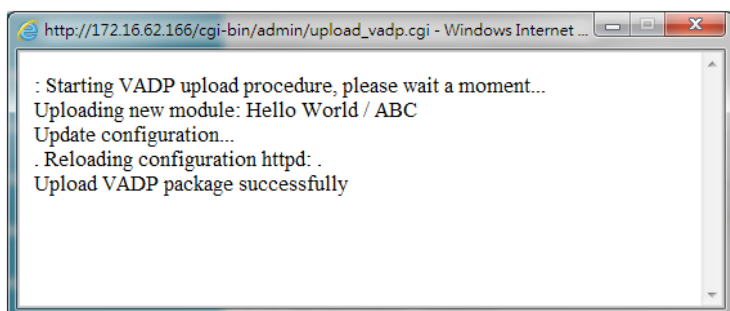 http://172.16.62.166/cgi-bin/admin/upload_vadp.cgi - Windows Internet ...
: Starting VADP upload procedure, please wait a moment...
Uploading new module: Hello World / ABC
Update configuration...
. Reloading configuration httpd: .
Upload VADP package successfully